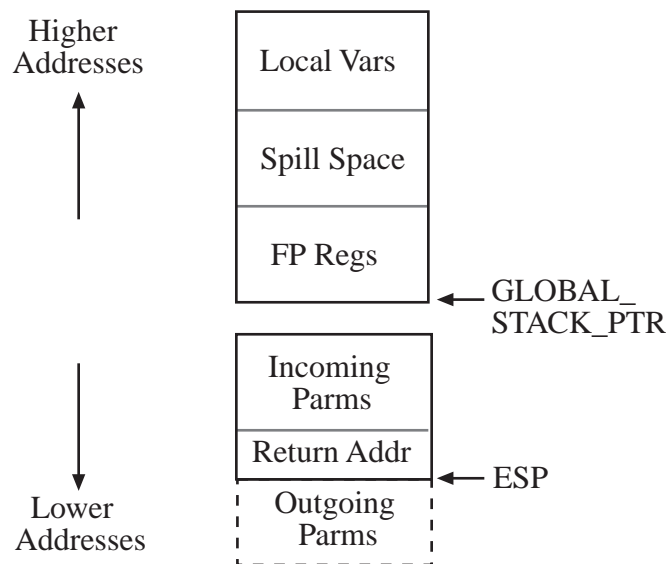 Higher
Addresses
Local Vars
Spill Space
FP Regs
GLOBAL_
STACK_PTR
Incoming
Parms
Return Addr
ESP
Outgoing
Parms
Lower
Addresses